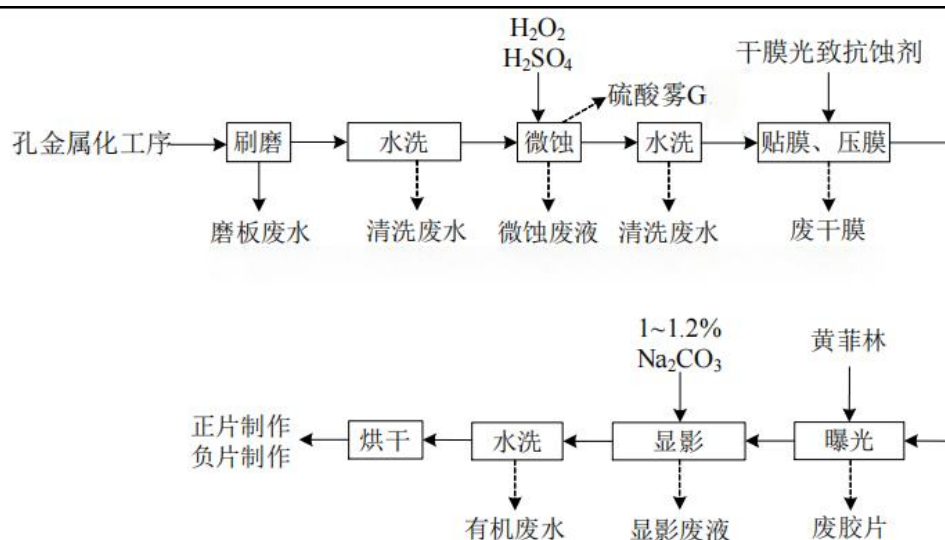 H₂O₂
H₂SO₄
干膜光致抗蚀剂
硫酸雾G
孔金属化工序
刷磨
水洗
微蚀
水洗
贴膜、压膜
磨板废水
清洗废水
微蚀废液
清洗废水
废干膜
1~1.2%
Na₂CO₃
黄菲林
正片制作
负片制作
烘干
水洗
显影
曝光
有机废水
显影废液
废胶片